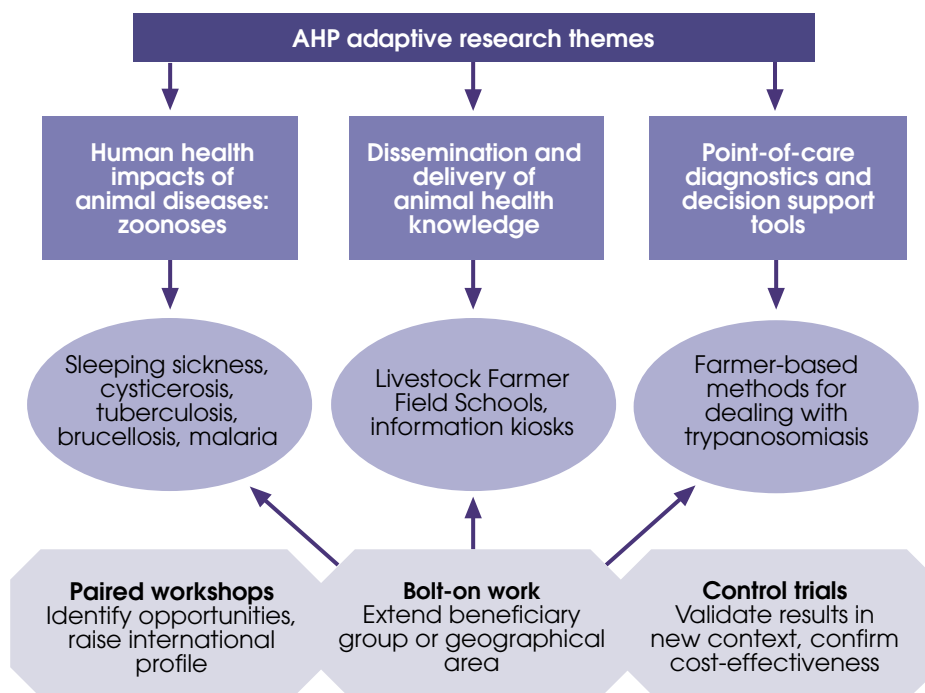 AHP adaptive research themes
Human health
impacts of
animal diseases:
zoonoses
Dissemination and
delivery of
animal health
knowledge
Point-of-care
diagnostics and
decision support
tools
Sleeping sickness,
cysticerosis,
tuberculosis,
brucellosis, malaria
Livestock Farmer
Field Schools,
information kiosks
Farmer-based
methods for
dealing with
trypanosomiasis
Paired workshops
Identify opportunities,
raise international
profile
Bolt-on work
Extend beneficiary
group or geographical
area
Control trials
Validate results in
new context, confirm
cost-effectiveness